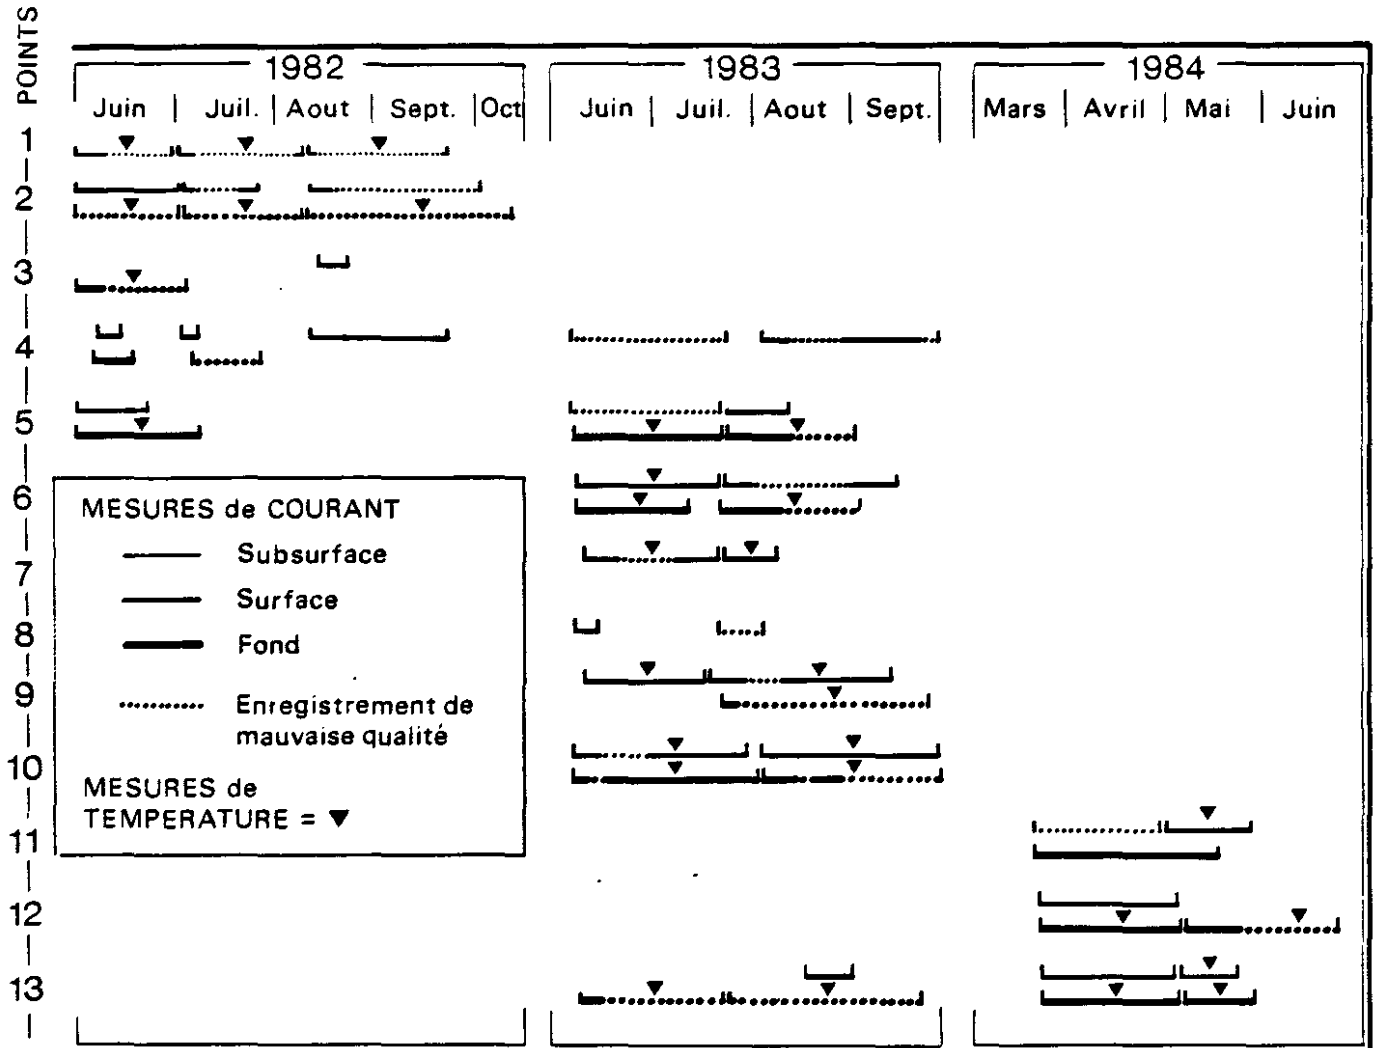 POINTS
1982
1983
1984
Juin | Juil. | Aout | Sept. | Oct
Juin | Juil. | Aout | Sept.
Mars | Avril | Mai | Juin
1
2
3
4
5
6
7
8
9
10
11
12
13
MESURES de COURANT
Subsurface
Surface
Fond
Enregistrement de
mauvaise qualité
MESURES de
TEMPERATURE = ▼